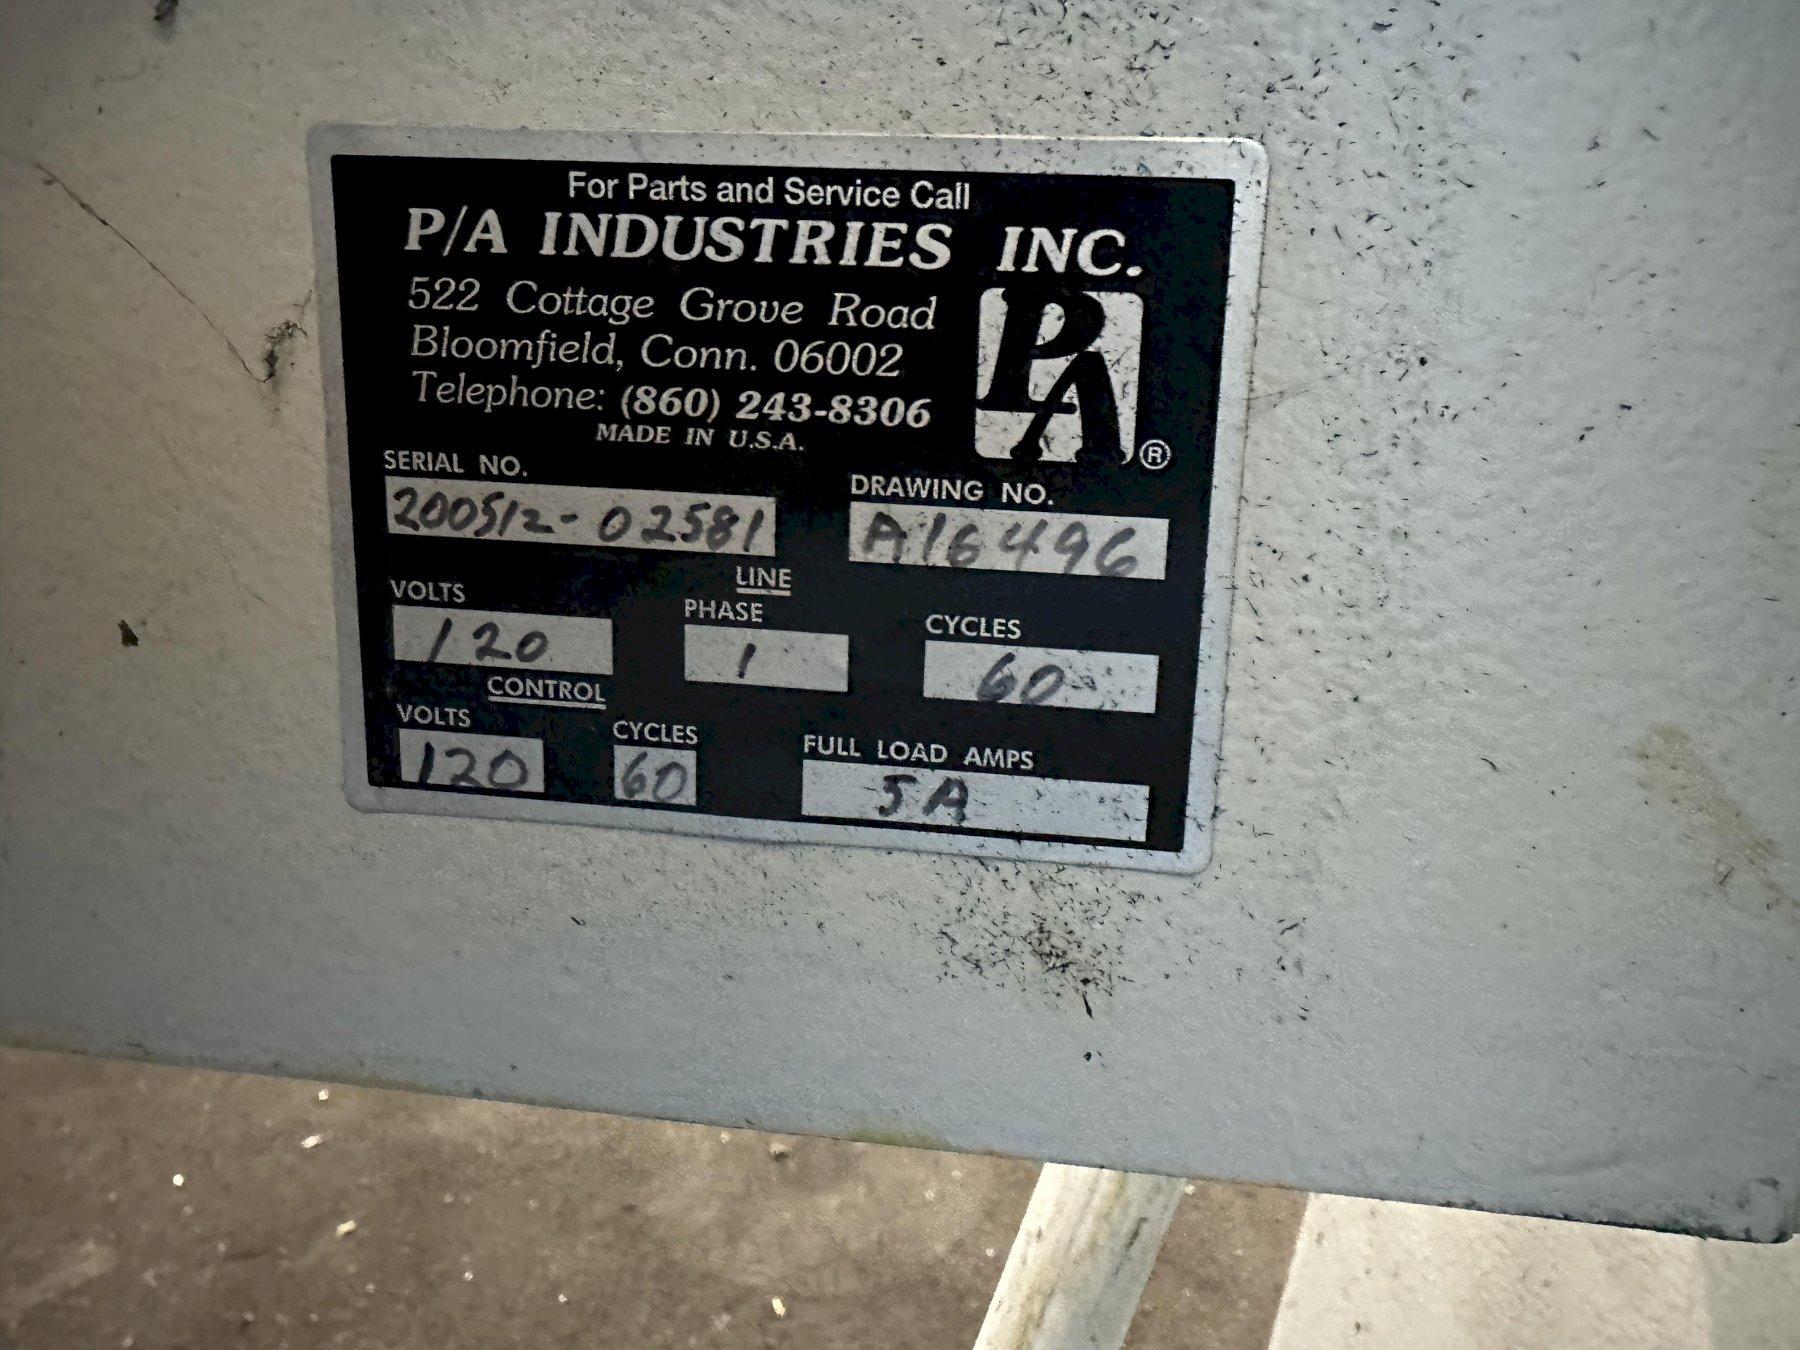 For Parts and Service Call
P/A INDUSTRIES INC.
522 Cottage Grove Road
Bloomfield, Conn. 06002
Telephone: (860) 243-8306
MADE IN U.S.A.
PA ®
SERIAL NO. DRAWING NO.
200512-02581 A16496
LINE
VOLTS PHASE CYCLES
120 1 60
CONTROL
VOLTS CYCLES FULL LOAD AMPS
120 60 5A